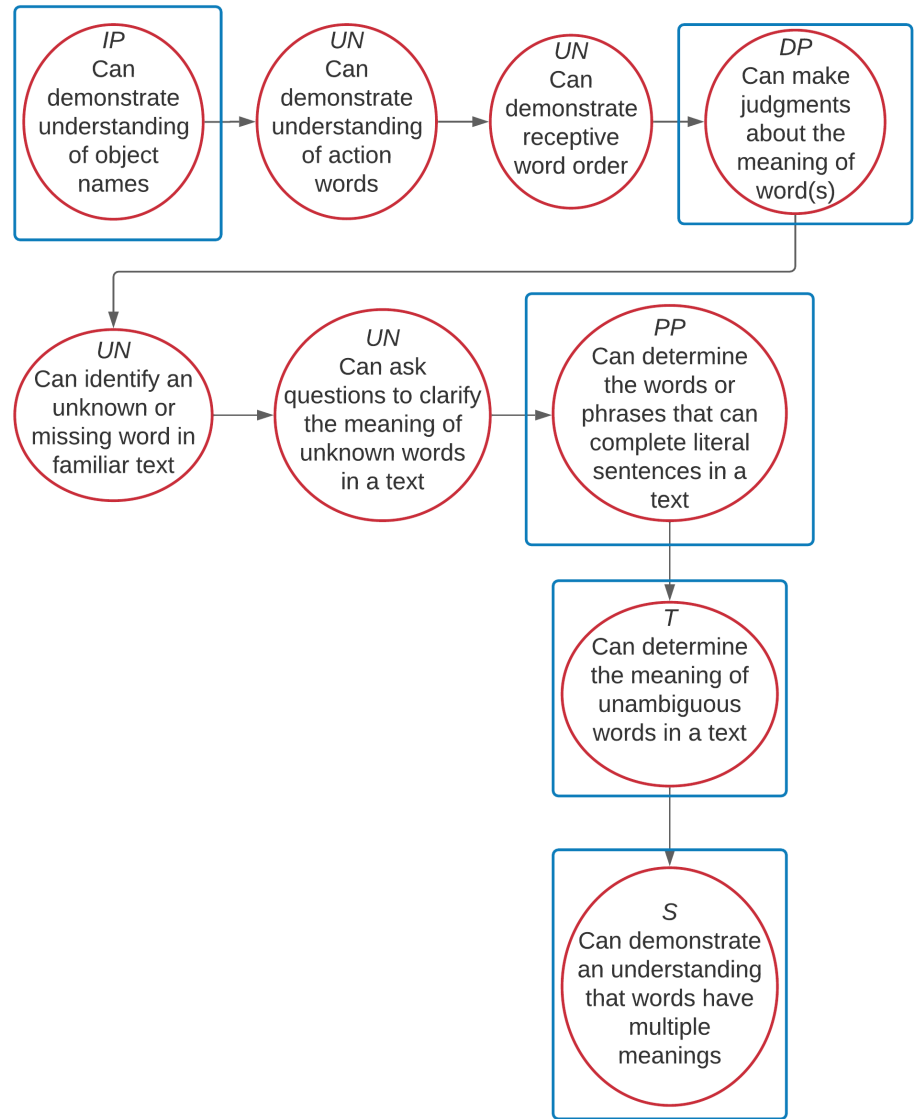 IP
Can
demonstrate
understanding
of object
names
UN
Can
demonstrate
understanding
of action
words
UN
Can
demonstrate
receptive
word order
DP
Can make
judgments
about the
meaning of
word(s)
UN
Can identify an
unknown or
missing word in
familiar text
UN
Can ask
questions to clarify
the meaning of
unknown words
in a text
PP
Can determine
the words or
phrases that can
complete literal
sentences in a
text
T
Can determine
the meaning of
unambiguous
words in a text
S
Can demonstrate
an understanding
that words have
multiple
meanings